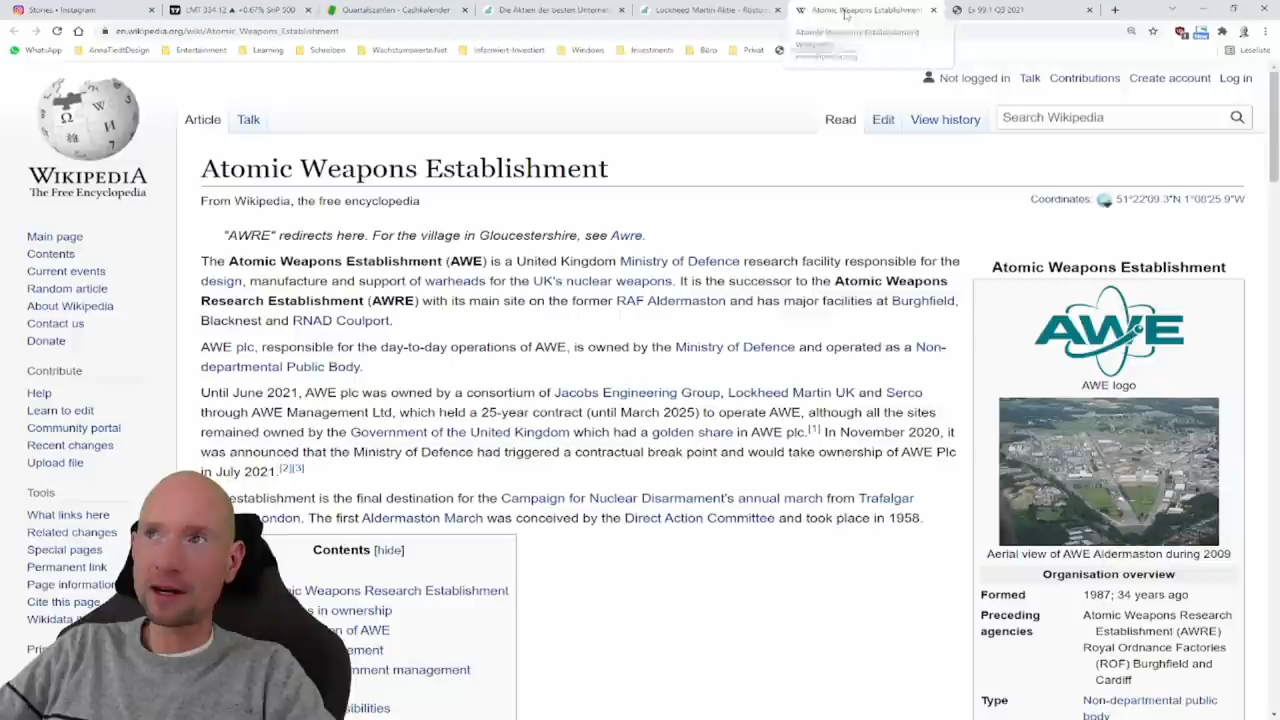 Stories • Instagram
LMT 334.12 ▲ +0.67% SnP 500
Quartalszahlen - Cashkalender
Die Aktien der besten Unternet
Lockheed Martin Aktie - Rüstu
Atomic Weapons Establishment
Ex 99.1 Q3 2021
en.wikipedia.org/wiki/Atomic_Weapons_Establishment
Atomic Weapons Establishment
WhatsApp
AnnaTiedtDesign
Entertainment
Learning
Schreiben
WachstumswerteNet
Informiert-Investiert
Windows
Investments
Büro
Privat
Leseliste
Not logged in Talk Contributions Create account Log in
Article Talk
Read Edit View history
Search Wikipedia
WIKIPEDIA
The Free Encyclopedia
Main page
Contents
Current events
Random article
About Wikipedia
Contact us
Donate
Contribute
Help
Learn to edit
Community portal
Recent changes
Upload file
Tools
What links here
Related changes
Special pages
Permanent link
Page information
Cite this page
Wikidata
Atomic Weapons Establishment
From Wikipedia, the free encyclopedia
Coordinates: 51°22′09.3″N 1°08′25.9″W
"AWRE" redirects here. For the village in Gloucestershire, see Awre.
The Atomic Weapons Establishment (AWE) is a United Kingdom Ministry of Defence research facility responsible for the
design, manufacture and support of warheads for the UK's nuclear weapons. It is the successor to the Atomic Weapons
Research Establishment (AWRE) with its main site on the former RAF Aldermaston and has major facilities at Burghfield,
Blacknest and RNAD Coulport.
AWE plc, responsible for the day-to-day operations of AWE, is owned by the Ministry of Defence and operated as a Non-
departmental Public Body.
Until June 2021, AWE plc was owned by a consortium of Jacobs Engineering Group, Lockheed Martin UK and Serco
through AWE Management Ltd, which held a 25-year contract (until March 2025) to operate AWE, although all the sites
remained owned by the Government of the United Kingdom which had a golden share in AWE plc.[1] In November 2020, it
was announced that the Ministry of Defence had triggered a contractual break point and would take ownership of AWE Plc
in July 2021.[2][3]
establishment is the final destination for the Campaign for Nuclear Disarmament's annual march from Trafalgar
ondon. The first Aldermaston March was conceived by the Direct Action Committee and took place in 1958.
Contents [hide]
ic Weapons Research Establishment
s in ownership
on of AWE
ement
nment management
sibilities
Atomic Weapons Establishment
AWE
AWE logo
Aerial view of AWE Aldermaston during 2009
Organisation overview
Formed 1987; 34 years ago
Preceding agencies
Atomic Weapons Research
Establishment (AWRE)
Royal Ordnance Factories
(ROF) Burghfield and
Cardiff
Type Non-departmental public
body